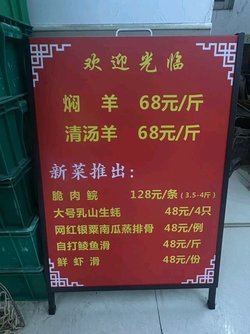 欢迎光临
焖 羊 68元/斤
清汤羊 68元/斤
新菜推出：
脆肉鲩 128元/条（3.5-4斤）
大号乳山生蚝 48元/4只
网红银粟南瓜蒸排骨 48元/例
自打鲮鱼滑 48元/斤
鲜虾滑 48元/份